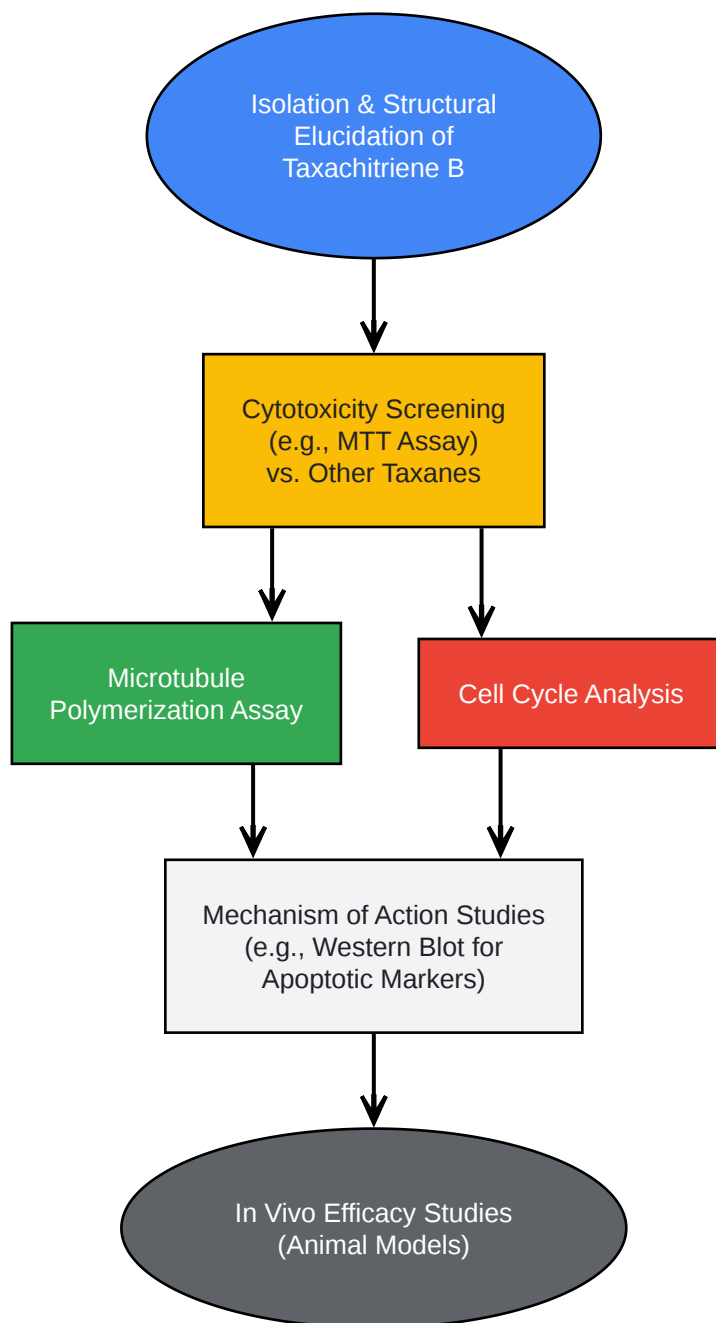 Isolation & Structural
Elucidation of
Taxachitriene B
Cytotoxicity Screening
(e.g., MTT Assay)
vs. Other Taxanes
Microtubule
Polymerization Assay
Cell Cycle Analysis
Mechanism of Action Studies
(e.g., Western Blot for
Apoptotic Markers)
In Vivo Efficacy Studies
(Animal Models)